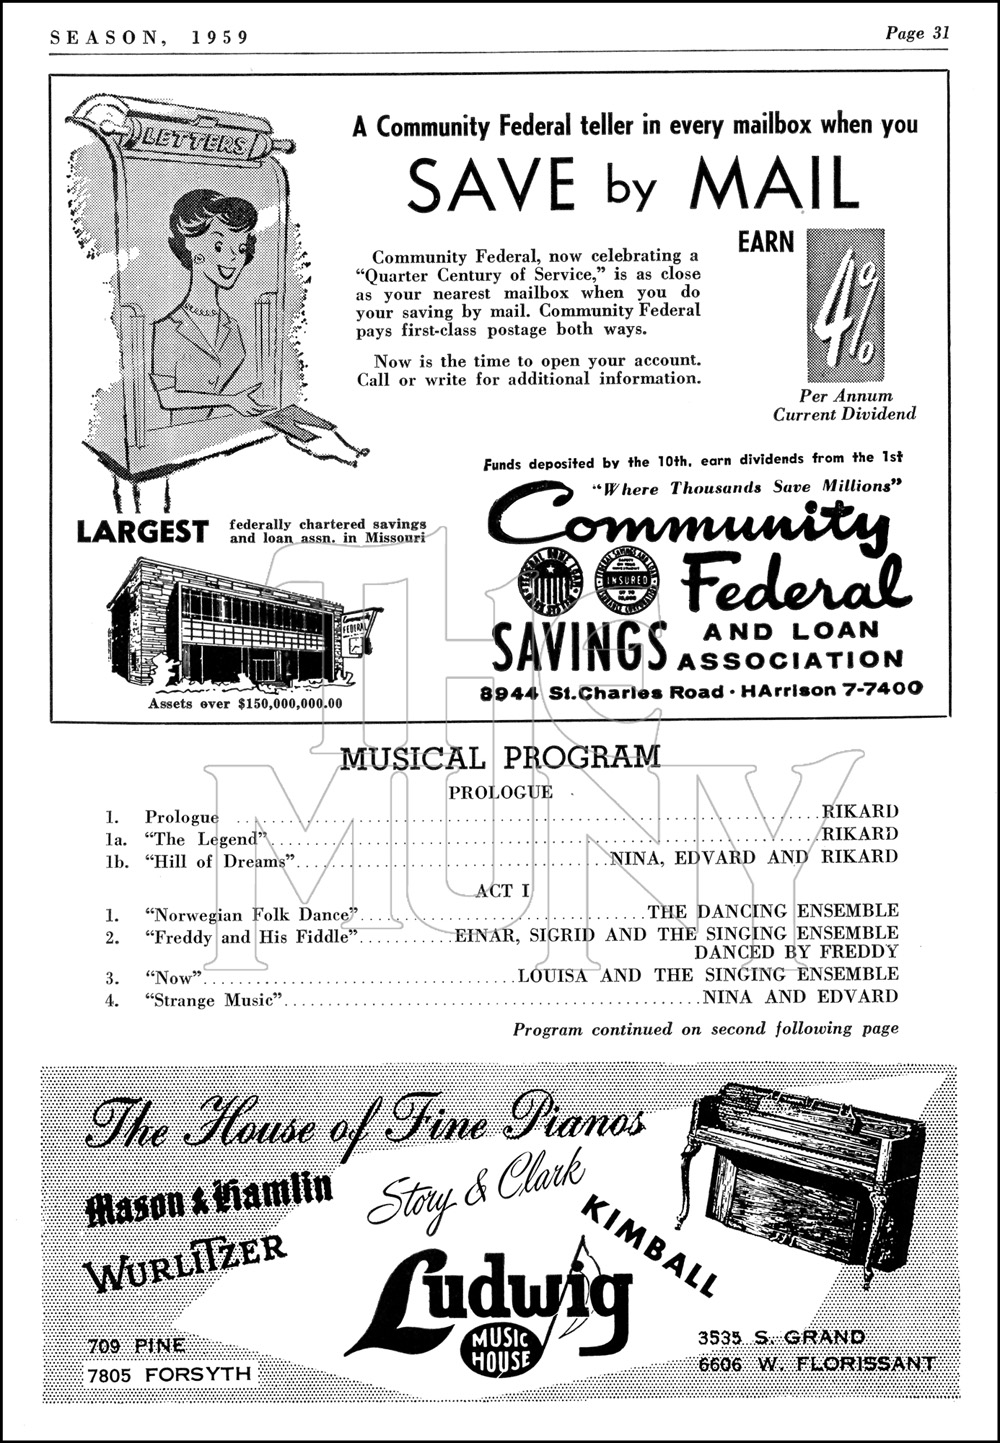 SEASON, 1959
Page 31
LETTERS
A Community Federal teller in every mailbox when you
SAVE by MAIL
EARN
4%
Per Annum
Current Dividend
Community Federal, now celebrating a
“Quarter Century of Service,” is as close
as your nearest mailbox when you do
your saving by mail. Community Federal
pays first-class postage both ways.
Now is the time to open your account.
Call or write for additional information.
Funds deposited by the 10th, earn dividends from the 1st
“Where Thousands Save Millions”
Community
Federal
SAVINGS AND LOAN
ASSOCIATION
INSURED
8944 St.Charles Road · HArrison 7-7400
LARGEST federally chartered savings
and loan assn. in Missouri
Community
FEDERAL
Assets over $150,000,000.00
THE
MUNY
MUSICAL PROGRAM
PROLOGUE
1. Prologue ........ RIKARD
1a. “The Legend” ........ RIKARD
1b. “Hill of Dreams” ........ NINA, EDVARD AND RIKARD
ACT I
1. “Norwegian Folk Dance” ........ THE DANCING ENSEMBLE
2. “Freddy and His Fiddle” ........ EINAR, SIGRID AND THE SINGING ENSEMBLE
DANCED BY FREDDY
3. “Now” ........ LOUISA AND THE SINGING ENSEMBLE
4. “Strange Music” ........ NINA AND EDVARD
Program continued on second following page
The House of Fine Pianos
Mason & Hamlin
Story & Clark
KIMBALL
WURLITZER
Ludwig
MUSIC
HOUSE
709 PINE
7805 FORSYTH
3535 S. GRAND
6606 W. FLORISSANT